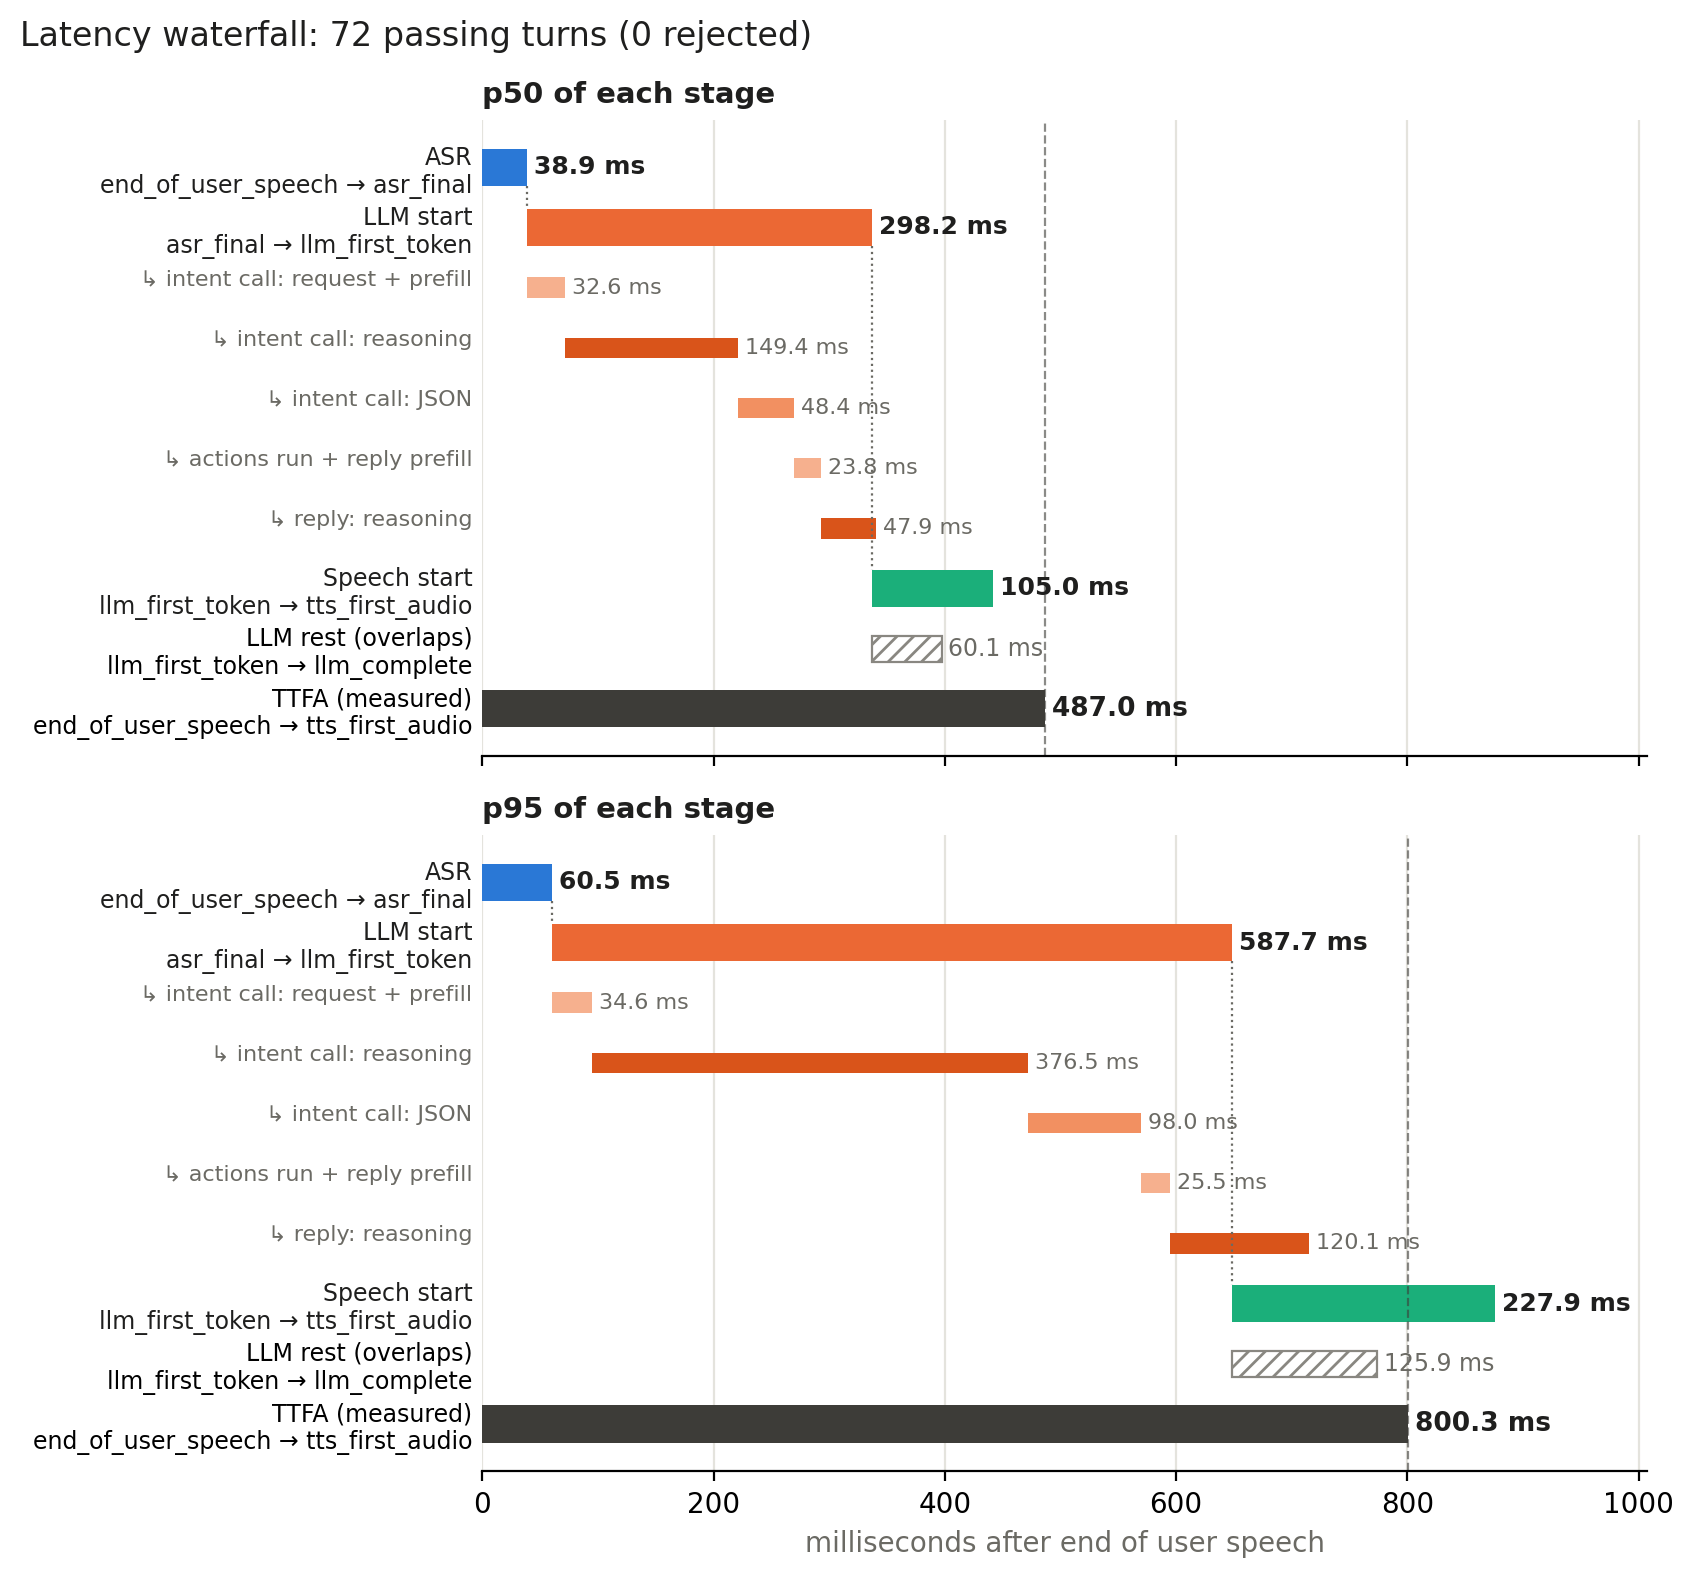 Latency waterfall: 72 passing turns (0 rejected)
p50 of each stage
ASR
end_of_user_speech → asr_final
38.9 ms
LLM start
asr_final → llm_first_token
298.2 ms
↳ intent call: request + prefill
32.6 ms
↳ intent call: reasoning
149.4 ms
↳ intent call: JSON
48.4 ms
↳ actions run + reply prefill
23.8 ms
↳ reply: reasoning
47.9 ms
Speech start
llm_first_token → tts_first_audio
105.0 ms
LLM rest (overlaps)
llm_first_token → llm_complete
60.1 ms
TTFA (measured)
end_of_user_speech → tts_first_audio
487.0 ms
p95 of each stage
ASR
end_of_user_speech → asr_final
60.5 ms
LLM start
asr_final → llm_first_token
587.7 ms
↳ intent call: request + prefill
34.6 ms
↳ intent call: reasoning
376.5 ms
↳ intent call: JSON
98.0 ms
↳ actions run + reply prefill
25.5 ms
↳ reply: reasoning
120.1 ms
Speech start
llm_first_token → tts_first_audio
227.9 ms
LLM rest (overlaps)
llm_first_token → llm_complete
125.9 ms
TTFA (measured)
end_of_user_speech → tts_first_audio
800.3 ms
0 200 400 600 800 1000
milliseconds after end of user speech